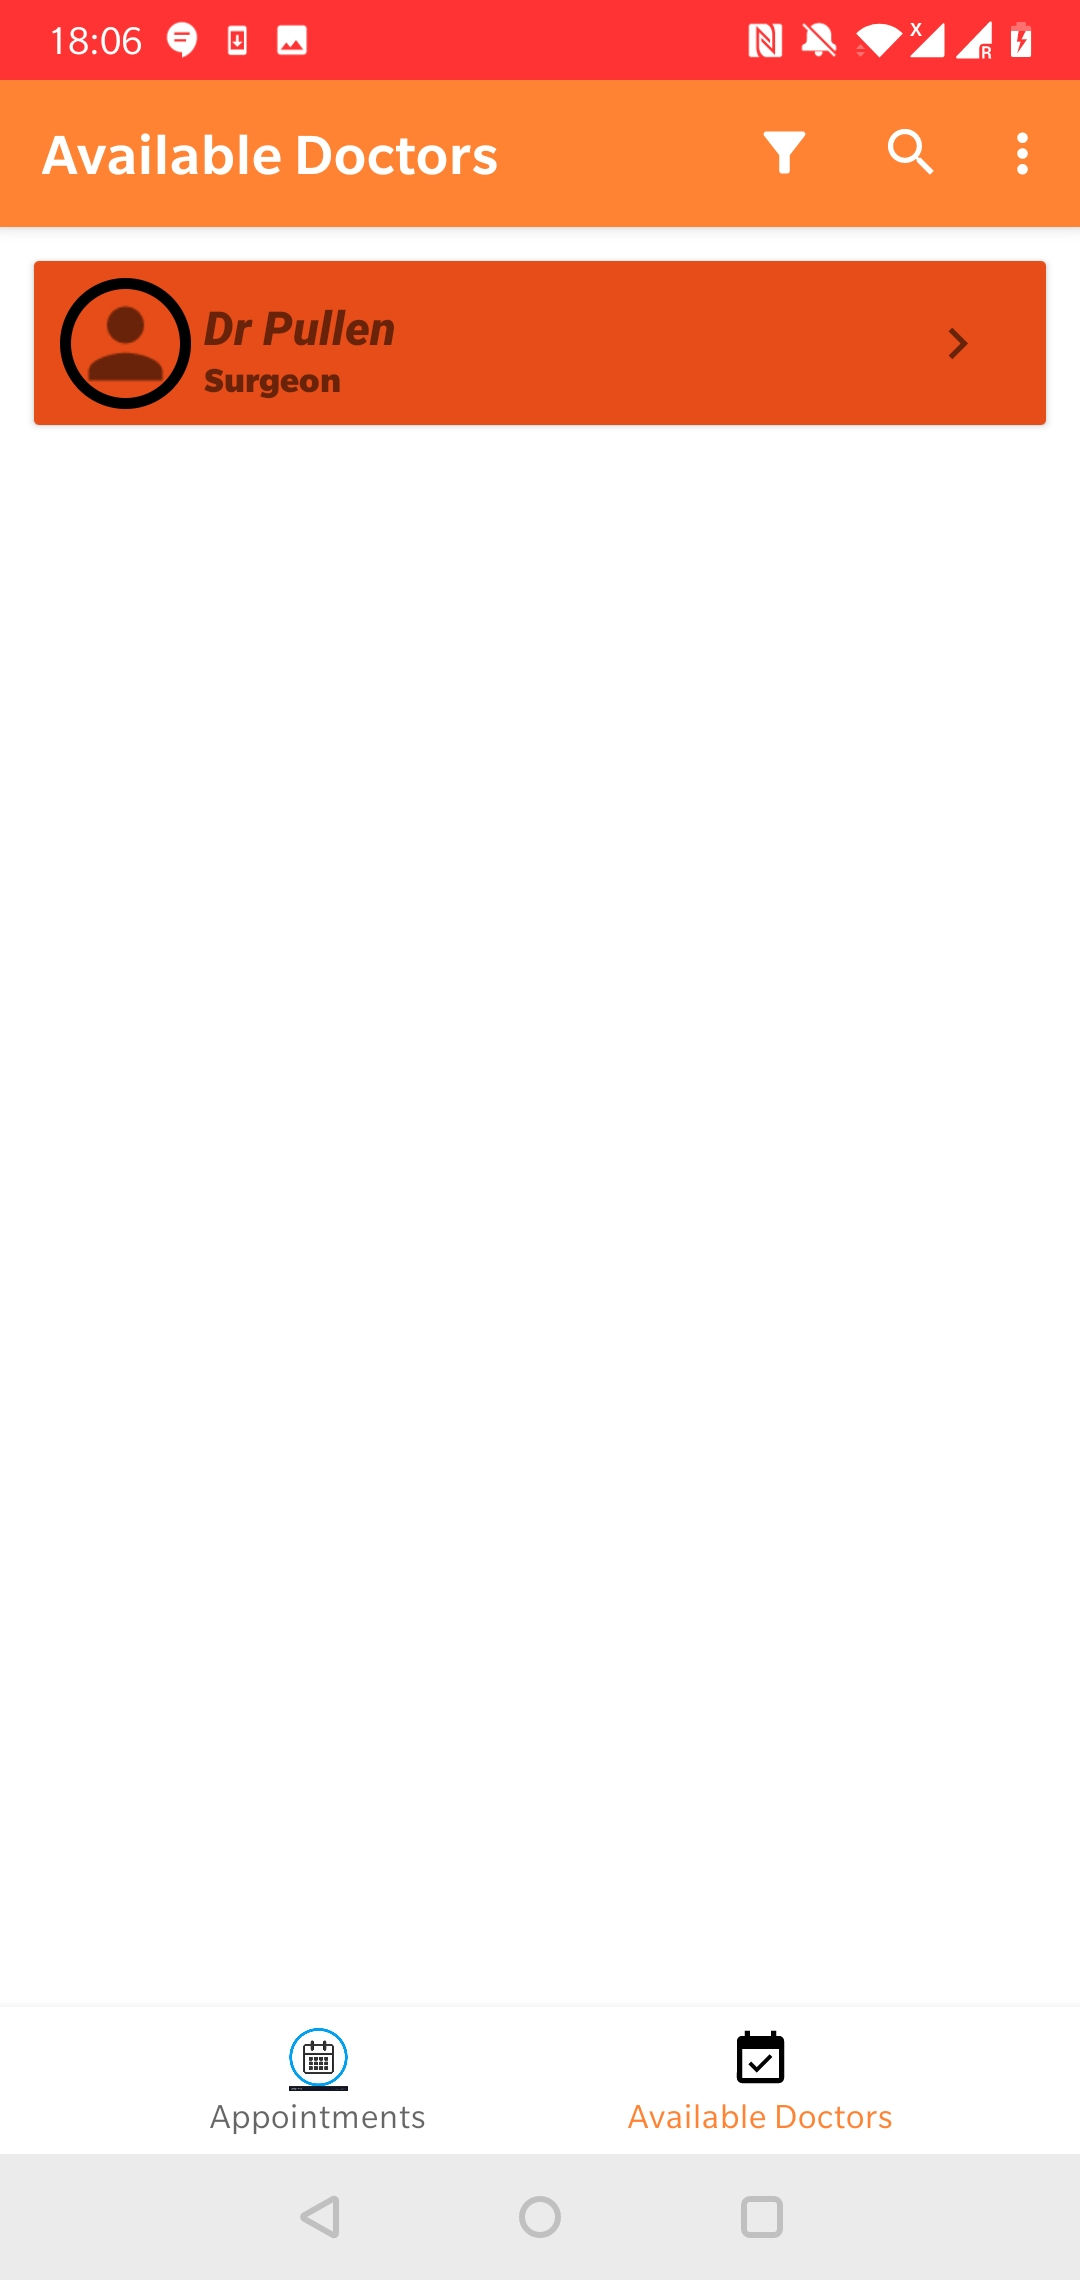 18:06
Available Doctors
Dr Pullen
Surgeon
Appointments
Available Doctors